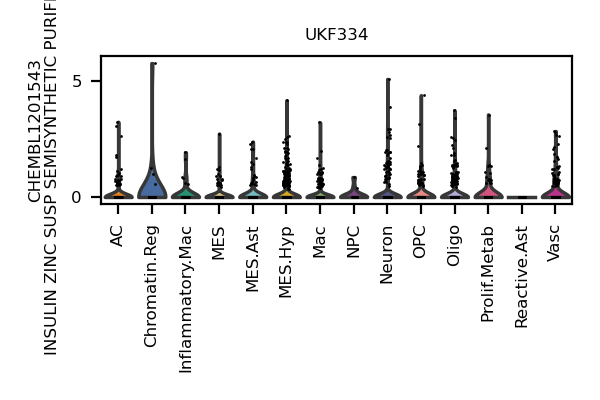 UKF334
CHEMBL1201543
INSULIN ZINC SUSP SEMISYNTHETIC
5
0
AC
Chromatin.Reg
Inflammatory.Mac
MES
MES.Ast
MES.Hyp
Mac
NPC
Neuron
OPC
Oligo
Prolif.Metab
Reactive.Ast
Vasc